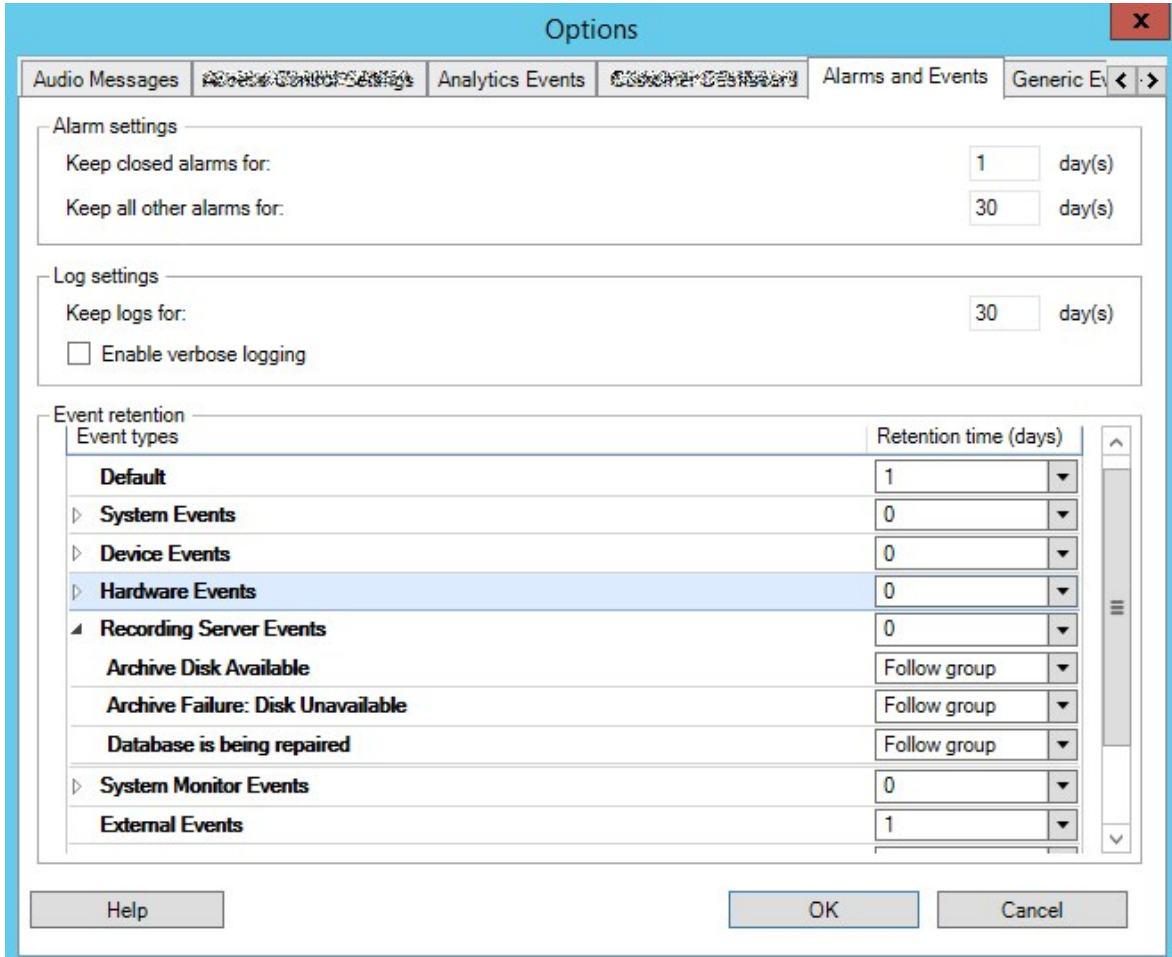 Options
x
Audio Messages
Analytics Events
Alarms and Events
Generic Ev
Alarm settings
Keep closed alarms for: 1 day(s)
Keep all other alarms for: 30 day(s)
Log settings
Keep logs for: 30 day(s)
Enable verbose logging
Event retention
Event types Retention time (days)
Default 1
System Events 0
Device Events 0
Hardware Events 0
Recording Server Events 0
Archive Disk Available Follow group
Archive Failure: Disk Unavailable Follow group
Database is being repaired Follow group
System Monitor Events 0
External Events 1
Help OK Cancel